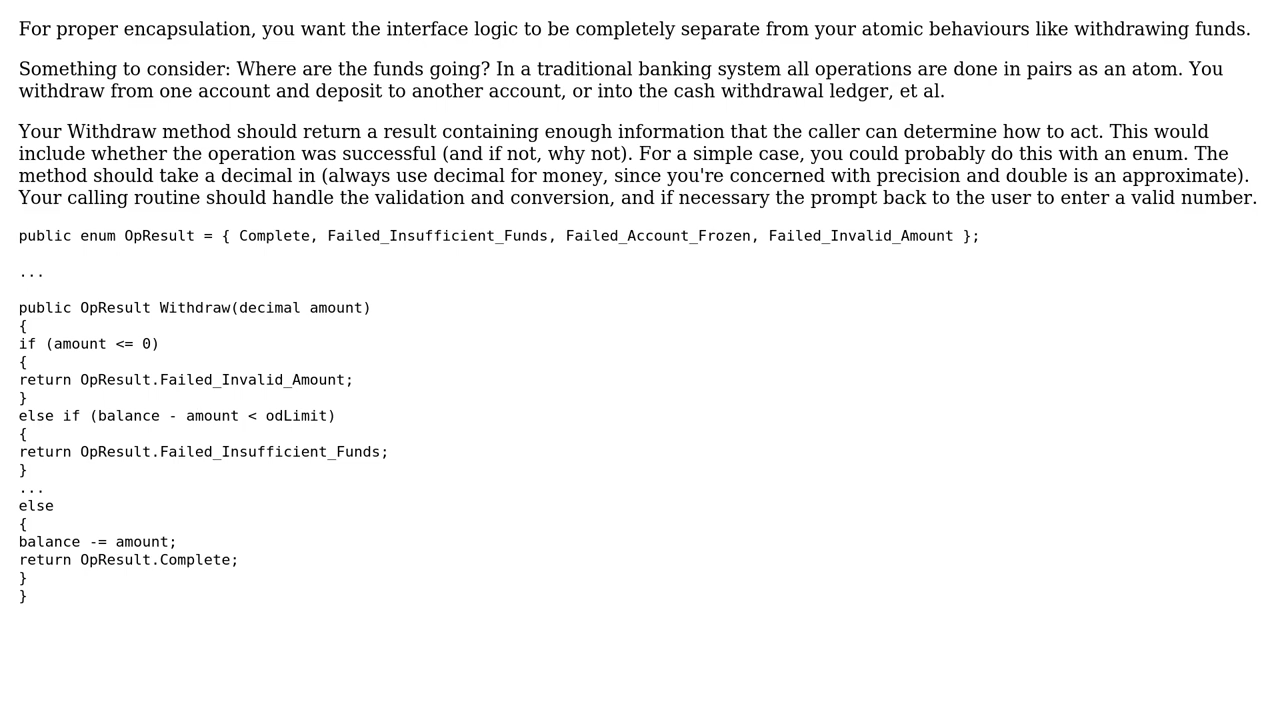 For proper encapsulation, you want the interface logic to be completely separate from your atomic behaviours like withdrawing funds.
Something to consider: Where are the funds going? In a traditional banking system all operations are done in pairs as an atom. You
withdraw from one account and deposit to another account, or into the cash withdrawal ledger, et al.
Your Withdraw method should return a result containing enough information that the caller can determine how to act. This would
include whether the operation was successful (and if not, why not). For a simple case, you could probably do this with an enum. The
method should take a decimal in (always use decimal for money, since you're concerned with precision and double is an approximate).
Your calling routine should handle the validation and conversion, and if necessary the prompt back to the user to enter a valid number.
public enum OpResult = { Complete, Failed_Insufficient_Funds, Failed_Account_Frozen, Failed_Invalid_Amount };
...
public OpResult Withdraw(decimal amount)
{
if (amount <= 0)
{
return OpResult.Failed_Invalid_Amount;
}
else if (balance - amount < odLimit)
{
return OpResult.Failed_Insufficient_Funds;
}
...
else
{
balance -= amount;
return OpResult.Complete;
}
}